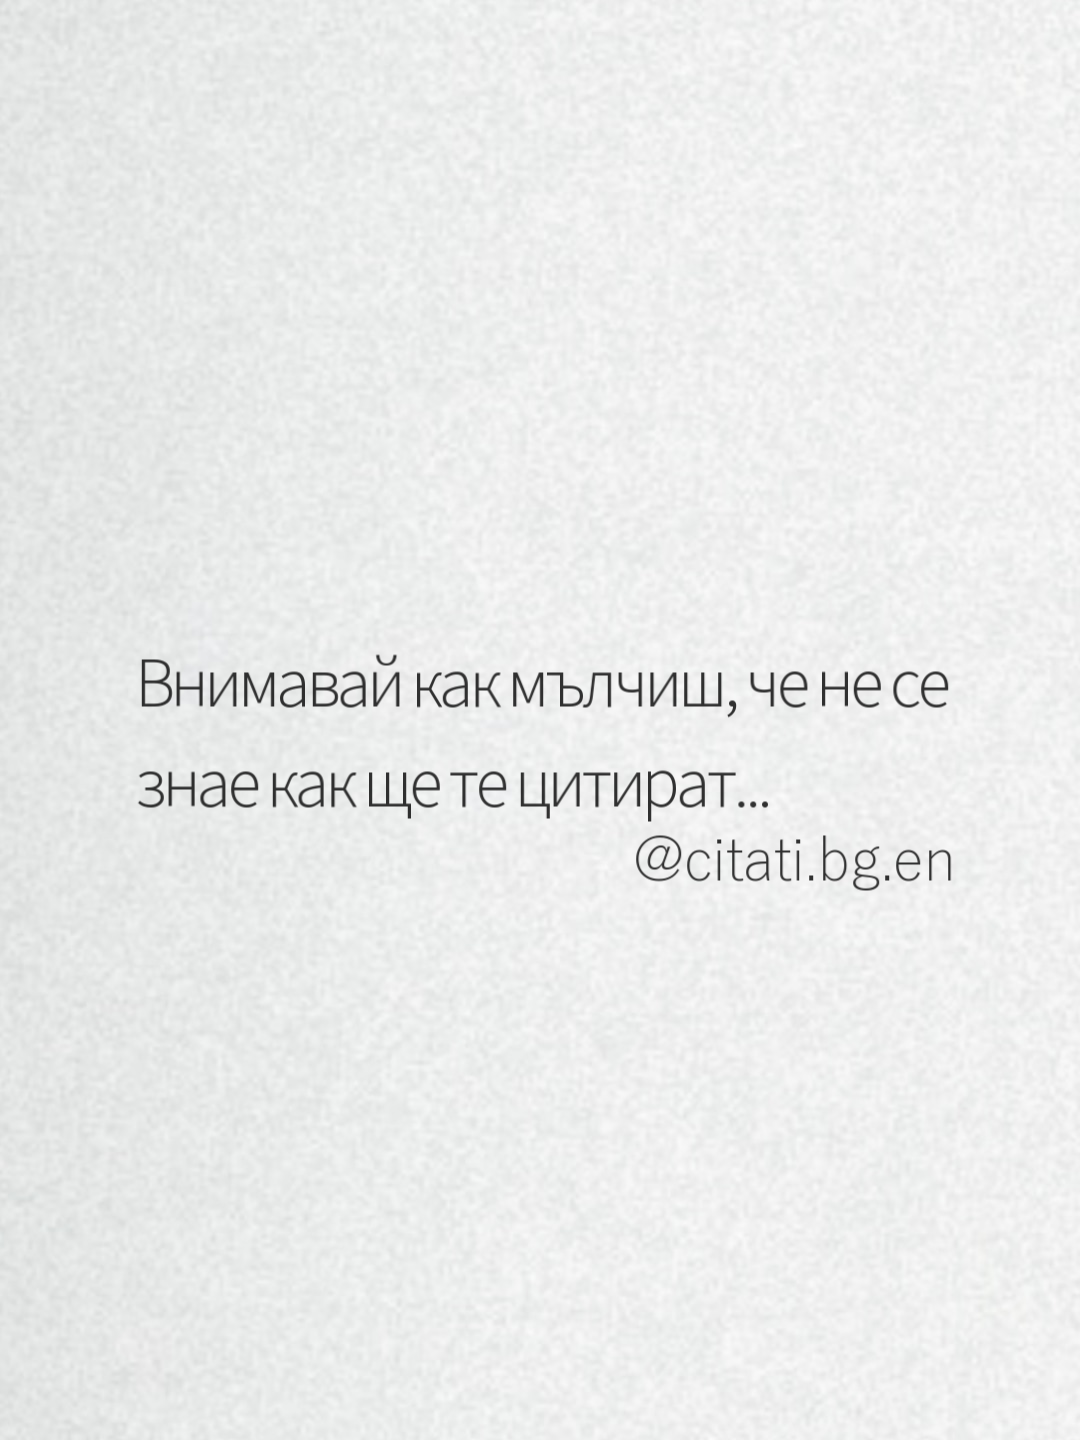 Внимавай как мълчиш, че не се
знае как ще те цитират...
@citati.bg.en